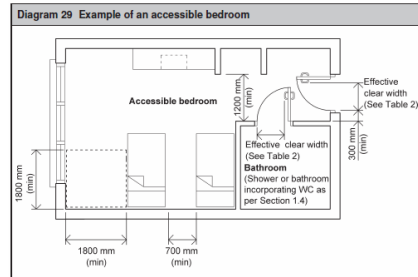 Diagram 29 Example of an accessible bedroom
Accessible bedroom
1200 mm
(min)
Effective
clear width
(See Table 2)
300 mm
(min)
Effective clear width
(See Table 2)
Bathroom
(Shower or bathroom
incorporating WC as
per Section 1.4)
1800 mm
(min)
1800 mm
(min)
700 mm
(min)